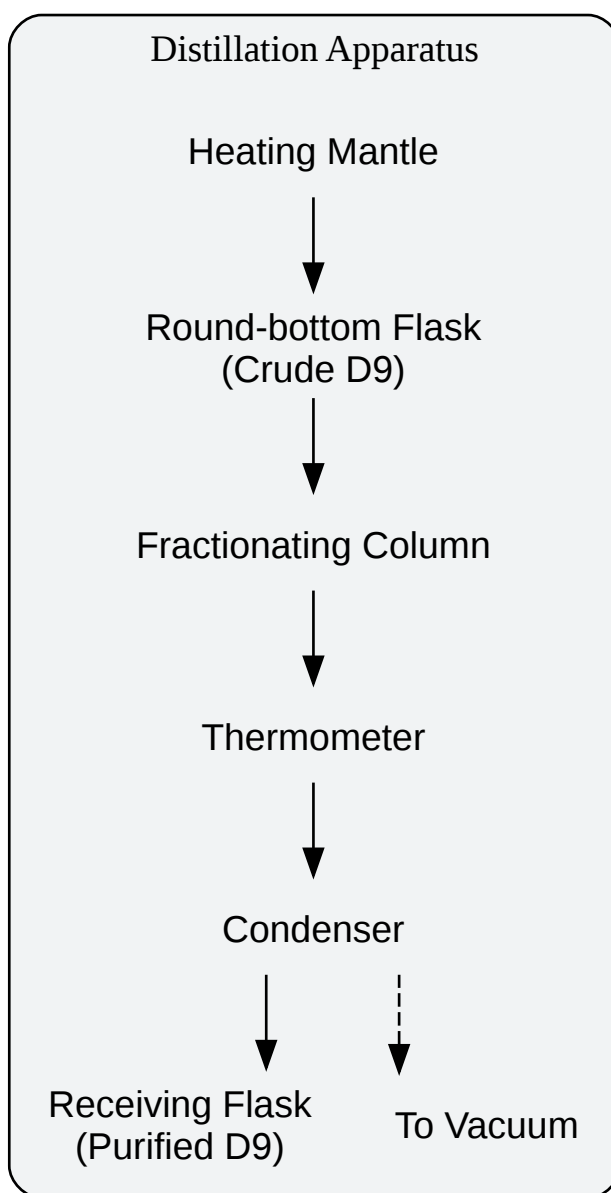 Distillation Apparatus
Heating Mantle
Round-bottom Flask
(Crude D9)
Fractionating Column
Thermometer
Condenser
Receiving Flask
(Purified D9)
To Vacuum